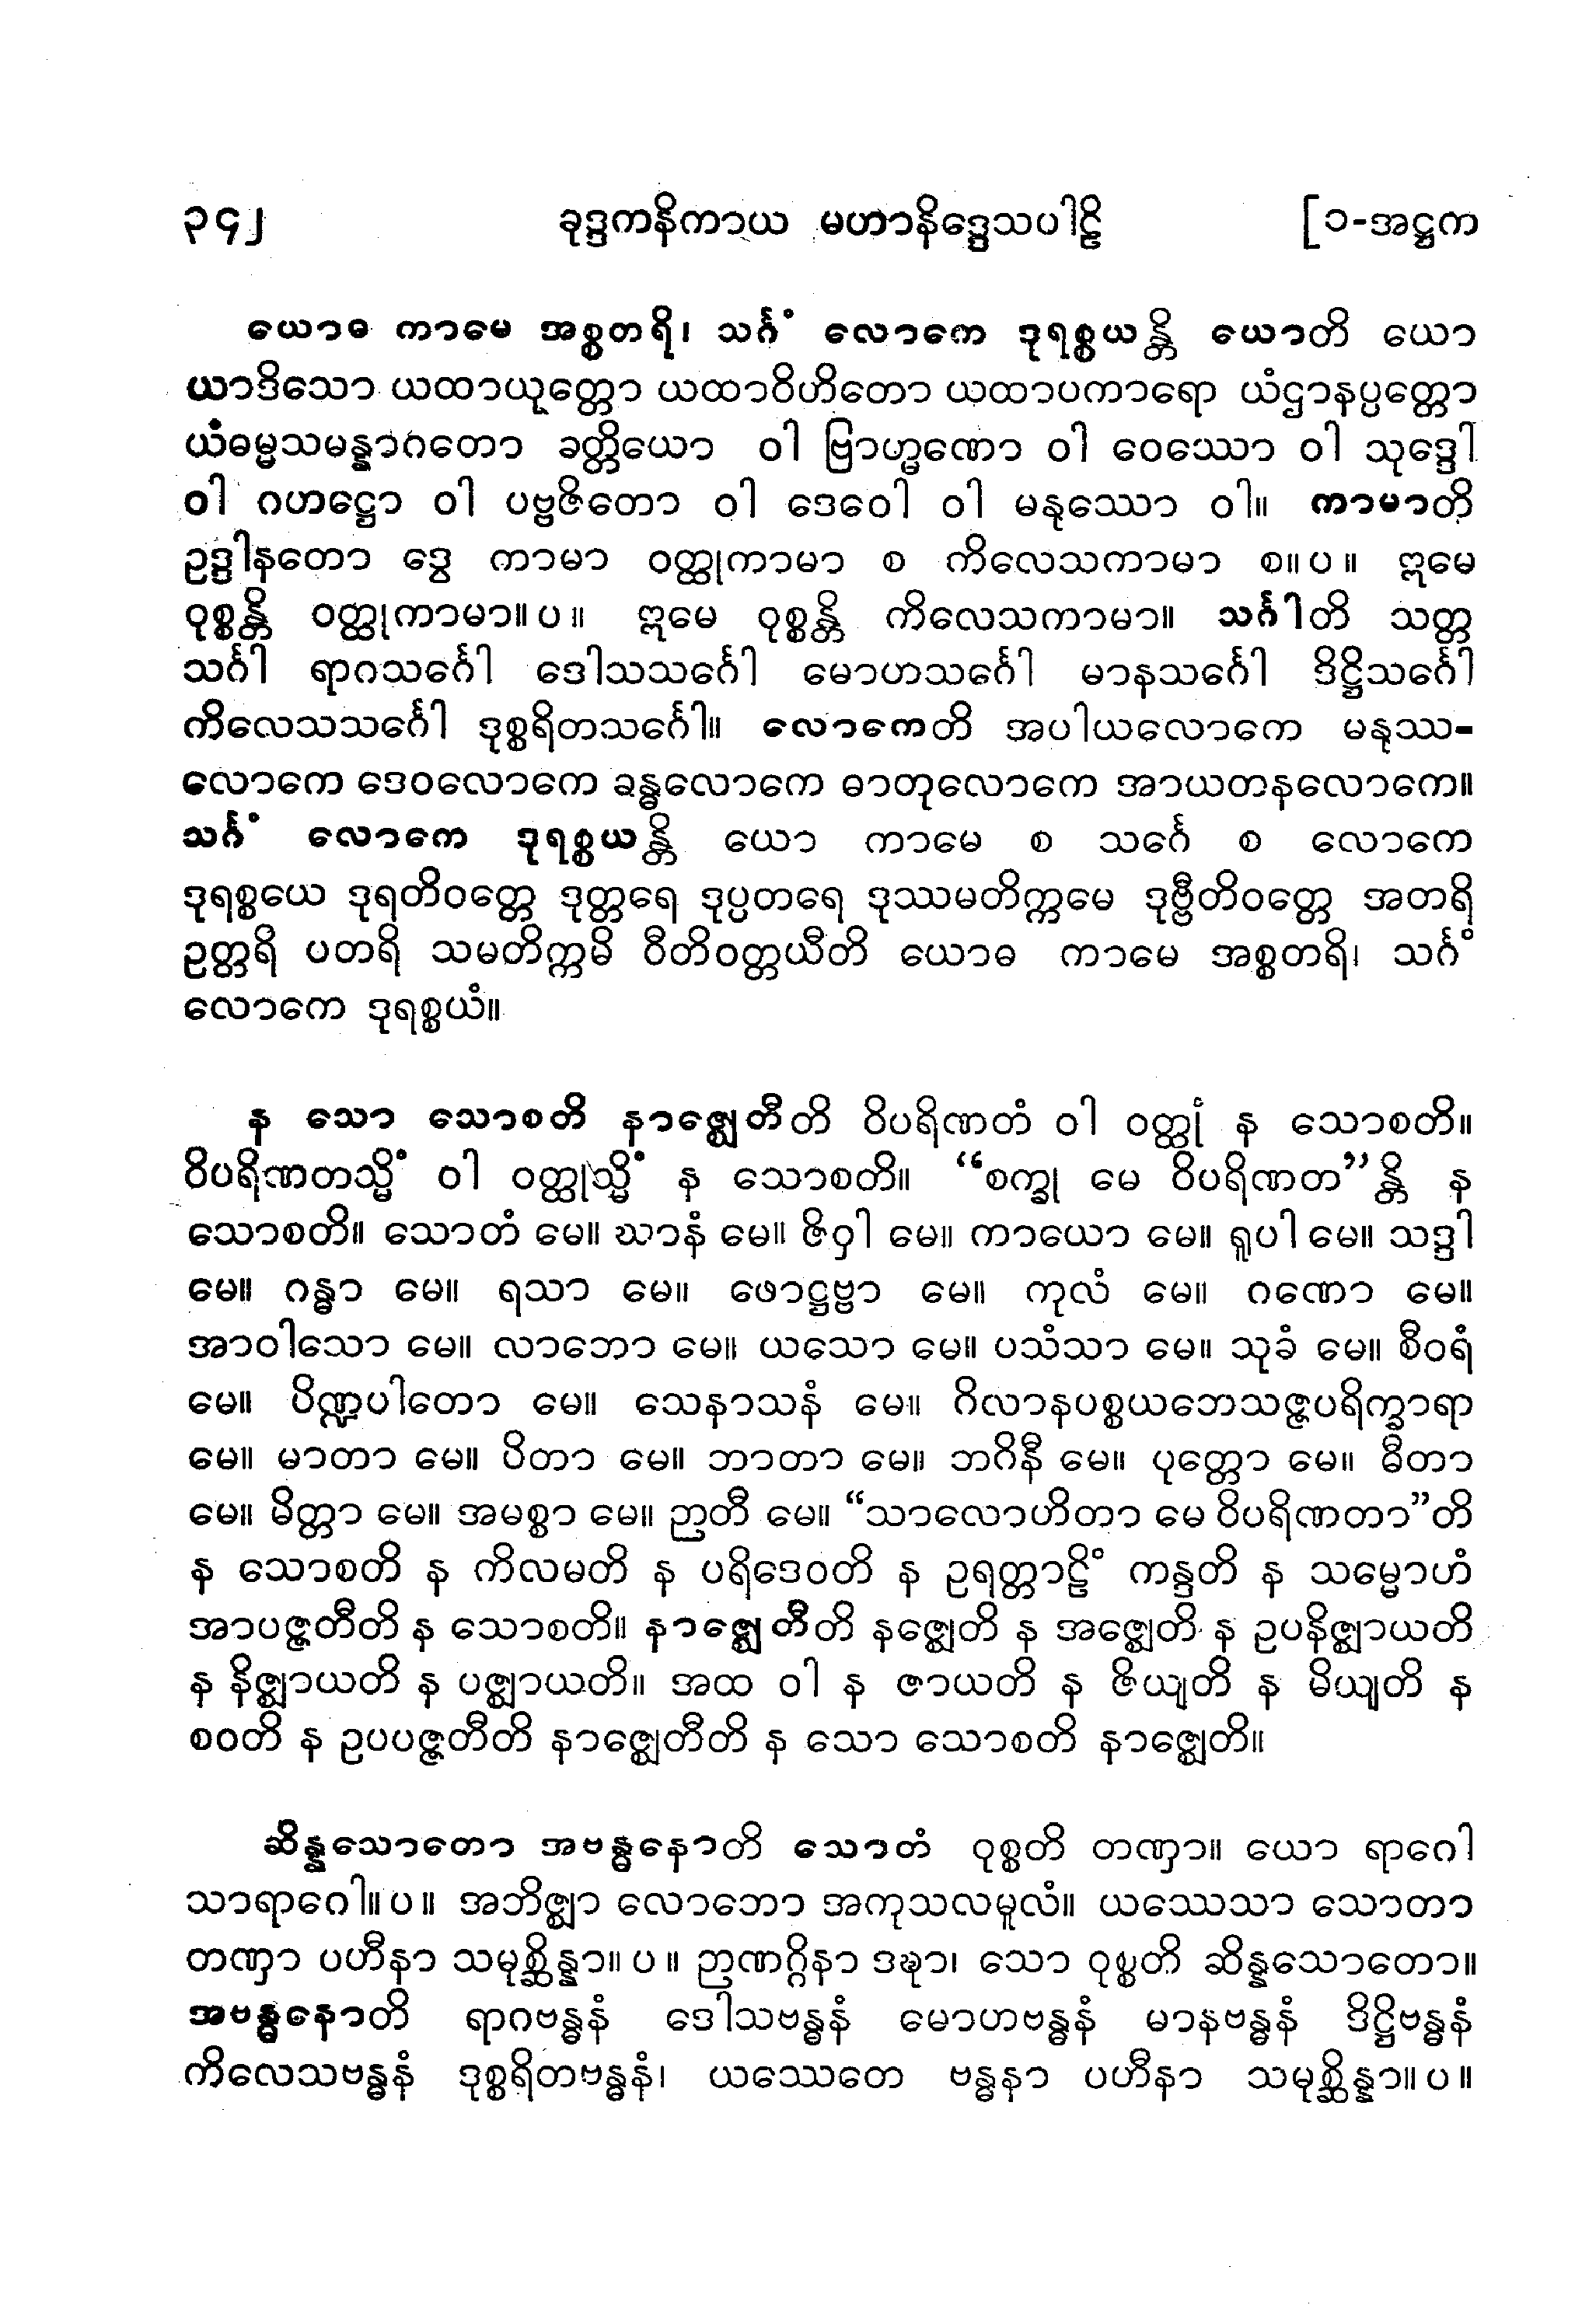 ၃၄၂ ခုဒ္ဒကနိကာယ မဟာနိဒ္ဒေသပါဠိ [၁-အဋ္ဌက
ယောဓ ကာမေ အစ္စတရိ၊ သင်္ဂံ လောကေ ဒုရစ္စယန္တိ ယောတိ ယော
ယာဒိသော ယထာယုတ္တော ယထာဝိဟိတော ယထာပကာရော ယံဌာနပ္ပတ္တော
ယံဓမ္မသမန္နာဂတော ခတ္တိယော ဝါ ဗြာဟ္မဏော ဝါ ဝေဿော ဝါ သုဒ္ဒေါ
ဝါ ဂဟဋ္ဌော ဝါ ပဗ္ဗဇိတော ဝါ ဒေဝေါ ဝါ မနုဿော ဝါ။ ကာမာတိ
ဥဒ္ဒါနတော ဒွေ ကာမာ ဝတ္ထုကာမာ စ ကိလေသကာမာ စ။ပ။ ဣမေ
ဝုစ္စန္တိ ဝတ္ထုကာမာ။ပ။ ဣမေ ဝုစ္စန္တိ ကိလေသကာမာ။ သင်္ဂါတိ သတ္တ
သင်္ဂါ ရာဂသင်္ဂေါ ဒေါသသင်္ဂေါ မောဟသင်္ဂေါ မာနသင်္ဂေါ ဒိဋ္ဌိသင်္ဂေါ
ကိလေသသင်္ဂေါ ဒုစ္စရိတသင်္ဂေါ။ လောကေတိ အပါယလောကေ မနုဿ-
လောကေ ဒေဝလောကေ ခန္ဓလောကေ ဓာတုလောကေ အာယတနလောကေ။
သင်္ဂံ လောကေ ဒုရစ္စယန္တိ ယော ကာမေ စ သင်္ဂေ စ လောကေ
ဒုရစ္စယေ ဒုရတိဝတ္တေ ဒုတ္တရေ ဒုပ္ပတရေ ဒုဿမတိက္ကမေ ဒုဗ္ဗီတိဝတ္တေ အတရိ
ဥတ္တရိ ပတရိ သမတိက္ကမိ ဝီတိဝတ္တယီတိ ယောဓ ကာမေ အစ္စတရိ၊ သင်္ဂံ
လောကေ ဒုရစ္စယံ။
န သော သောစတိ နာဇ္ဈေတီတိ ဝိပရိဏတံ ဝါ ဝတ္ထုံ န သောစတိ။
ဝိပရိဏတသ္မိံ ဝါ ဝတ္ထုသ္မိံ န သောစတိ။ “စက္ခု မေ ဝိပရိဏတ”န္တိ န
သောစတိ။ သောတံ မေ။ ဃာနံ မေ။ ဇိဝှါ မေ။ ကာယော မေ။ ရူပါ မေ။ သဒ္ဒါ
မေ။ ဂန္ဓာ မေ။ ရသာ မေ။ ဖောဋ္ဌဗ္ဗာ မေ။ ကုလံ မေ။ ဂဏော မေ။
အာဝါသော မေ။ လာဘော မေ။ ယသော မေ။ ပသံသာ မေ။ သုခံ မေ။ စီဝရံ
မေ။ ပိဏ္ဍပါတော မေ။ သေနာသနံ မေ။ ဂိလာနပစ္စယဘေသဇ္ဇပရိက္ခာရာ
မေ။ မာတာ မေ။ ပိတာ မေ။ ဘာတာ မေ။ ဘဂိနီ မေ။ ပုတ္တော မေ။ ဓီတာ
မေ။ မိတ္တာ မေ။ အမစ္စာ မေ။ ဉာတီ မေ။ “သာလောဟိတာ မေ ဝိပရိဏတာ”တိ
န သောစတိ န ကိလမတိ န ပရိဒေဝတိ န ဥရတ္တာဠိံ ကန္ဒတိ န သမ္မောဟံ
အာပဇ္ဇတီတိ န သောစတိ။ နာဇ္ဈေတီတိ နဇ္ဈေတိ န အဇ္ဈေတိ န ဥပနိဇ္ဈာယတိ
န နိဇ္ဈာယတိ န ပဇ္ဈာယတိ။ အထ ဝါ န ဇာယတိ န ဇိယျတိ န မိယျတိ န
စဝတိ န ဥပပဇ္ဇတီတိ နာဇ္ဈေတီတိ န သော သောစတိ နာဇ္ဈေတိ။
ဆိန္နသောတော အဗန္ဓနောတိ သောတံ ဝုစ္စတိ တဏှာ။ ယော ရာဂေါ
သာရာဂေါ။ပ။ အဘိဇ္ဈာ လောဘော အကုသလမူလံ။ ယဿေသာ သောတာ
တဏှာ ပဟီနာ သမုစ္ဆိန္နာ။ပ။ ဉာဏဂ္ဂိနာ ဒဍ္ဎာ၊ သော ဝုစ္စတိ ဆိန္နသောတော။
အဗန္ဓနောတိ ရာဂဗန္ဓနံ ဒေါသဗန္ဓနံ မောဟဗန္ဓနံ မာနဗန္ဓနံ ဒိဋ္ဌိဗန္ဓနံ
ကိလေသဗန္ဓနံ ဒုစ္စရိတဗန္ဓနံ၊ ယဿေတေ ဗန္ဓနာ ပဟီနာ သမုစ္ဆိန္နာ။ပ။